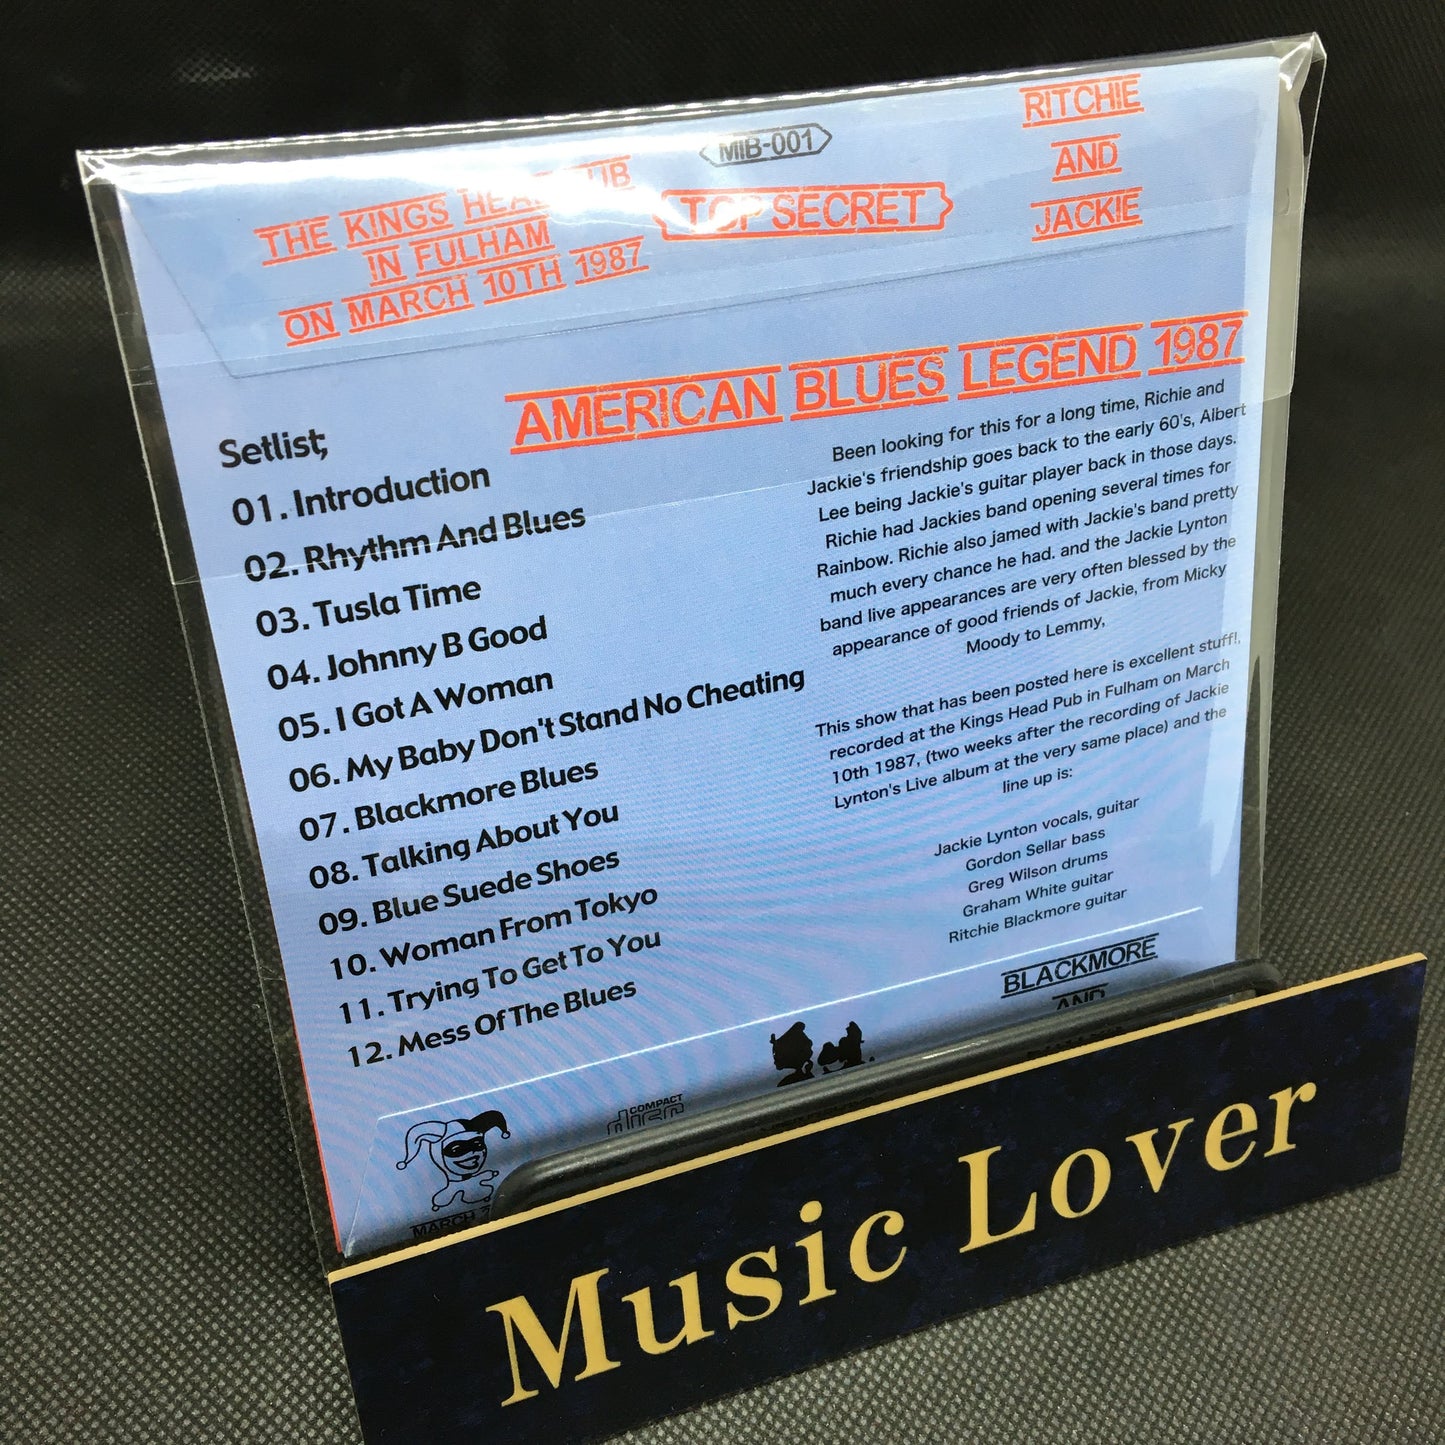 MIB-001
TOP SECRET
RITCHIE
AND
JACKIE
THE KINGS HEAD PUB
IN FULHAM
ON MARCH 10TH 1987
AMERICAN BLUES LEGEND 1987
Setlist;
01. Introduction
02. Rhythm And Blues
03. Tusla Time
04. Johnny B Good
05. I Got A Woman
06. My Baby Don't Stand No Cheating
07. Blackmore Blues
08. Talking About You
09. Blue Suede Shoes
10. Woman From Tokyo
11. Trying To Get To You
12. Mess Of The Blues
Been looking for this for a long time, Richie and
Jackie's friendship goes back to the early 60's, Albert
Lee being Jackie's guitar player back in those days.
Richie had Jackies band opening several times for
Rainbow. Richie also jamed with Jackie's band pretty
much every chance he had. and the Jackie Lynton
band live appearances are very often blessed by the
appearance of good friends of Jackie, from Micky
Moody to Lemmy,
This show that has been posted here is excellent stuff!,
recorded at the Kings Head Pub in Fulham on March
10th 1987, (two weeks after the recording of Jackie
Lynton's Live album at the very same place) and the
line up is:
Jackie Lynton vocals, guitar
Gordon Sellar bass
Greg Wilson drums
Graham White guitar
Ritchie Blackmore guitar
BLACKMORE
AND
COMPACT
disc
MARCH
Music Lover